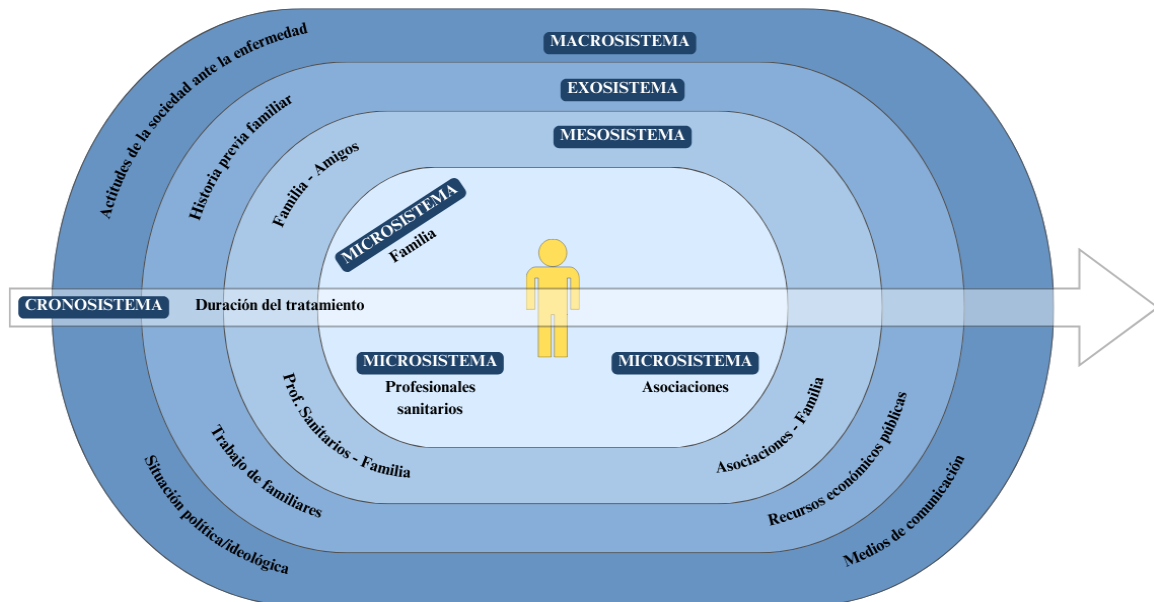 MACROSISTEMA
Actitudes de la sociedad ante la enfermedad
EXOSISTEMA
Historia previa familiar
MESOSISTEMA
Familia - Amigos
MICROSISTEMA
Familia
CRONOSISTEMA
Duración del tratamiento
MICROSISTEMA
Profesionales
sanitarios
MICROSISTEMA
Asociaciones
Prof. Sanitarios - Familia
Asociaciones - Familia
Trabajo de familiares
Recursos económicos públicas
Situación política/ideológica
Medios de comunicación